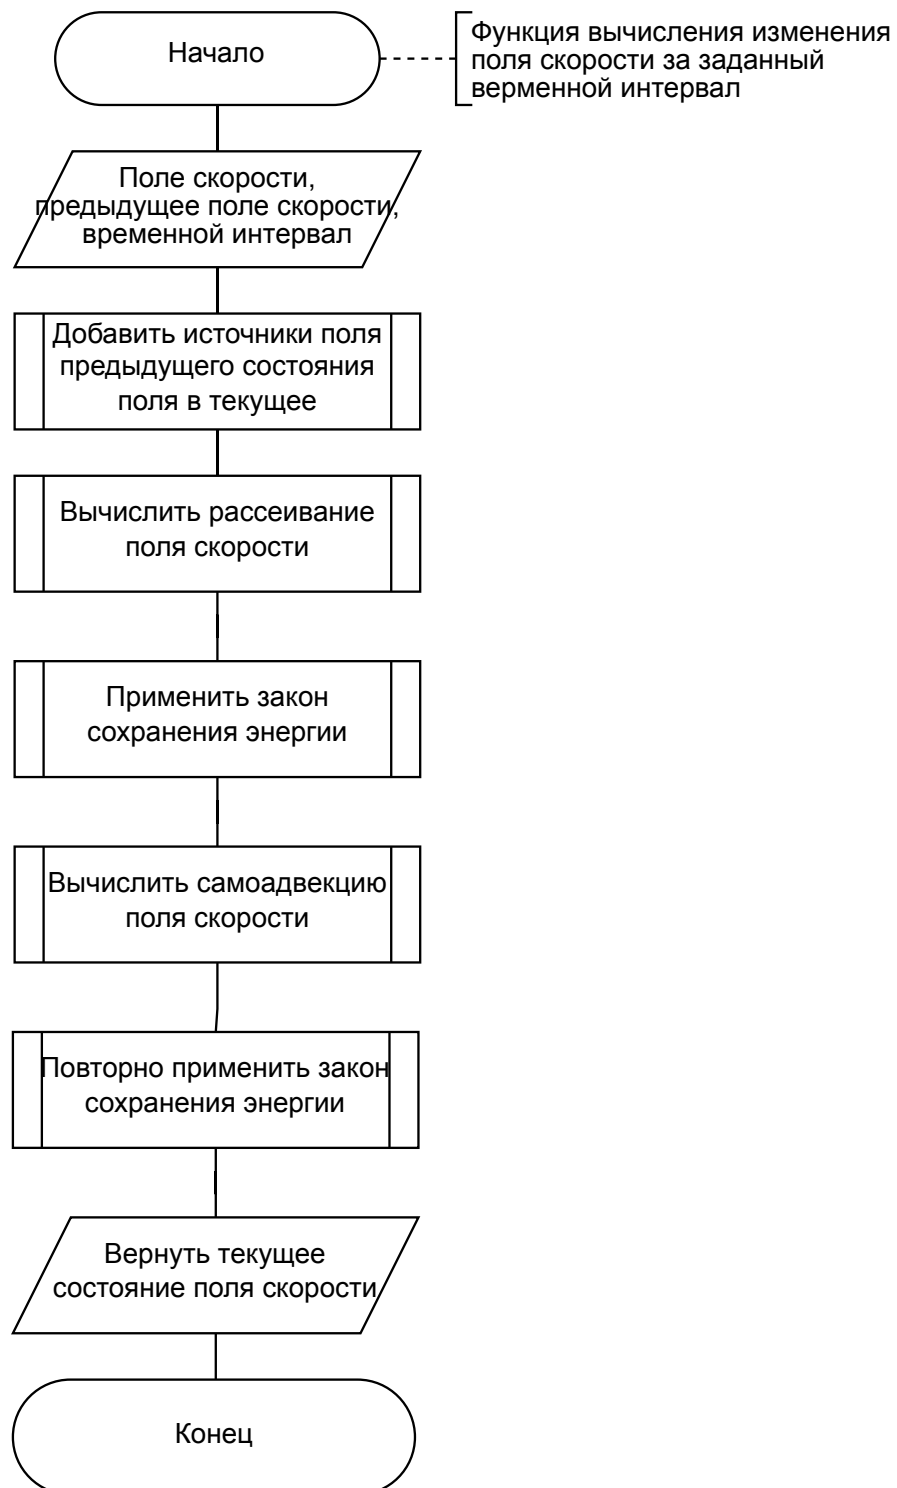 Начало
Функция вычисления изменения
поля скорости за заданный
верменной интервал
Поле скорости,
предыдущее поле скорости,
временной интервал
Добавить источники поля
предыдущего состояния
поля в текущее
Вычислить рассеивание
поля скорости
Применить закон
сохранения энергии
Вычислить самоадвекцию
поля скорости
Повторно применить закон
сохранения энергии
Вернуть текущее
состояние поля скорости
Конец